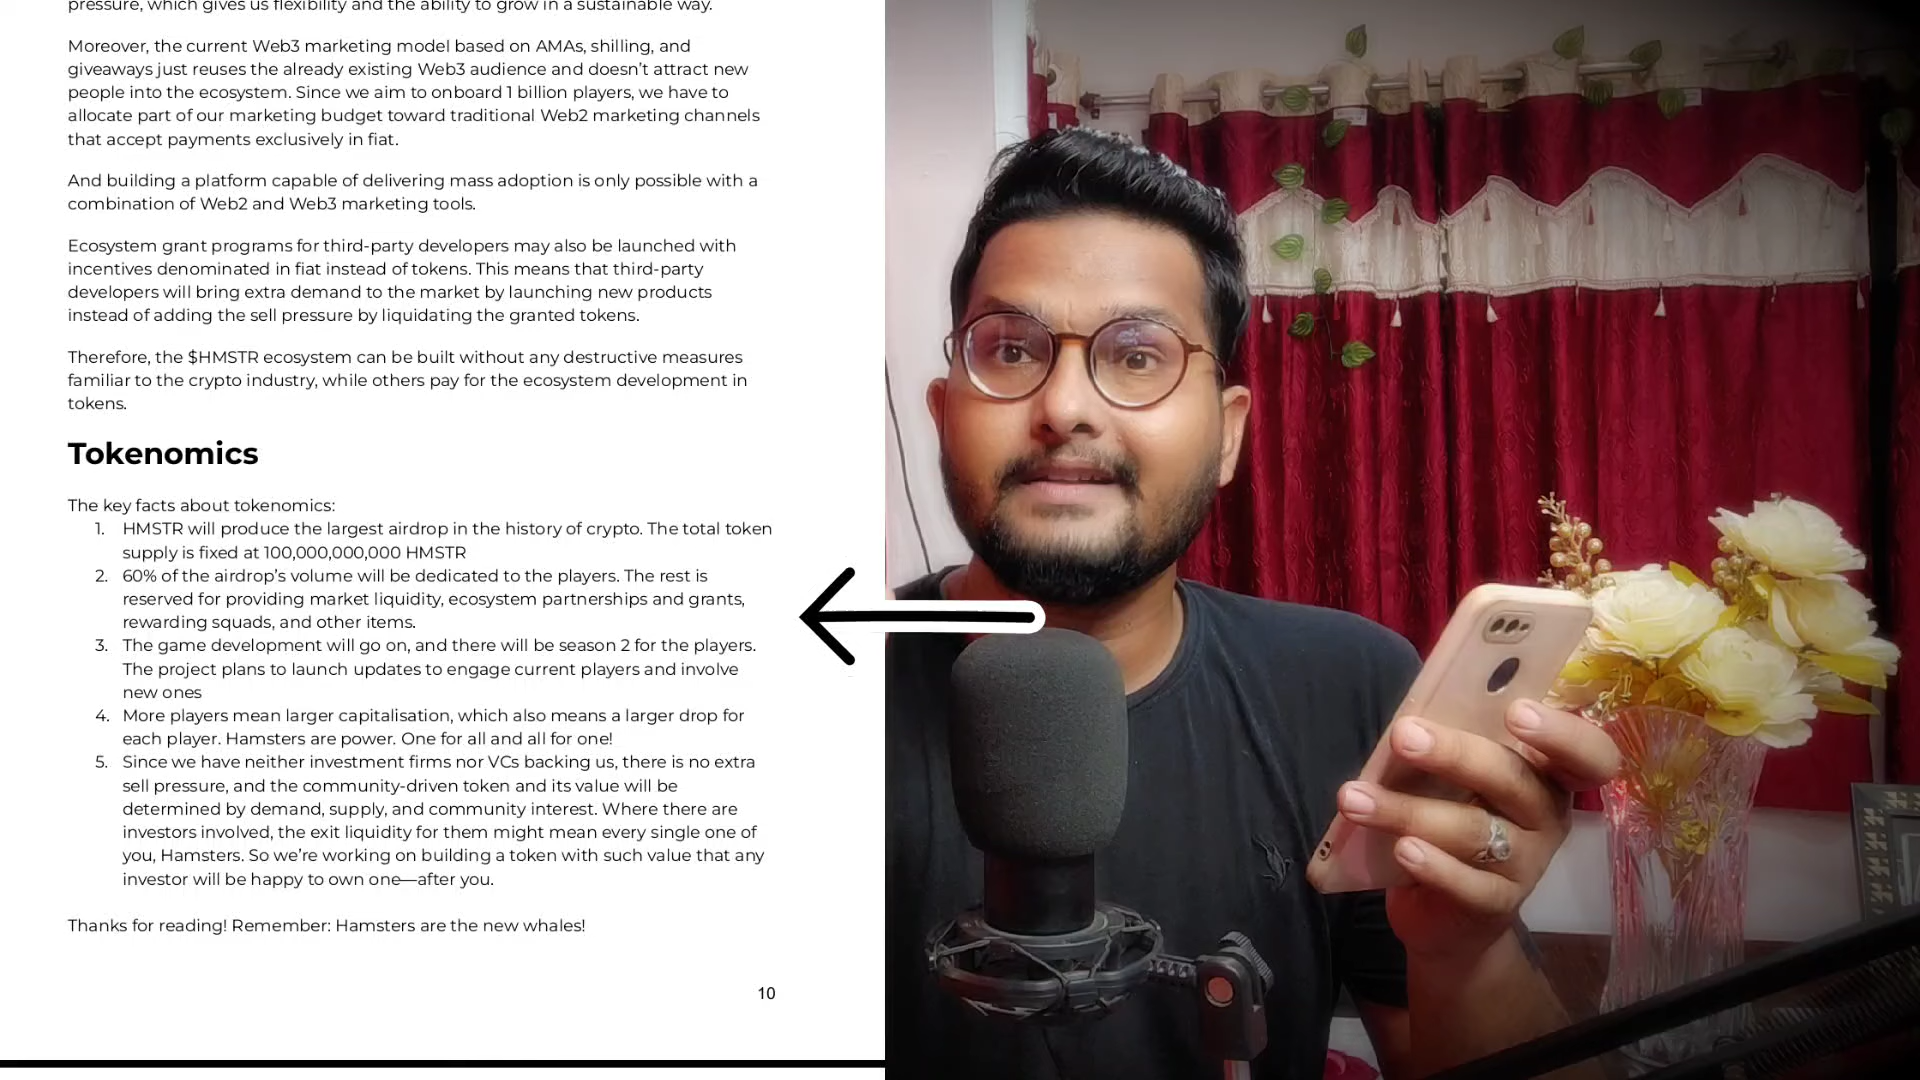 pressure, which gives us flexibility and the ability to grow in a sustainable way.
Moreover, the current Web3 marketing model based on AMAs, shilling, and
giveaways just reuses the already existing Web3 audience and doesn't attract new
people into the ecosystem. Since we aim to onboard 1 billion players, we have to
allocate part of our marketing budget toward traditional Web2 marketing channels
that accept payments exclusively in fiat.
And building a platform capable of delivering mass adoption is only possible with a
combination of Web2 and Web3 marketing tools.
Ecosystem grant programs for third-party developers may also be launched with
incentives denominated in fiat instead of tokens. This means that third-party
developers will bring extra demand to the market by launching new products
instead of adding the sell pressure by liquidating the granted tokens.
Therefore, the $HMSTR ecosystem can be built without any destructive measures
familiar to the crypto industry, while others pay for the ecosystem development in
tokens.
Tokenomics
The key facts about tokenomics:
1. HMSTR will produce the largest airdrop in the history of crypto. The total token
supply is fixed at 100,000,000,000 HMSTR
2. 60% of the airdrop's volume will be dedicated to the players. The rest is
reserved for providing market liquidity, ecosystem partnerships and grants,
rewarding squads, and other items.
3. The game development will go on, and there will be season 2 for the players.
The project plans to launch updates to engage current players and involve
new ones
4. More players mean larger capitalisation, which also means a larger drop for
each player. Hamsters are power. One for all and all for one!
5. Since we have neither investment firms nor VCs backing us, there is no extra
sell pressure, and the community-driven token and its value will be
determined by demand, supply, and community interest. Where there are
investors involved, the exit liquidity for them might mean every single one of
you, Hamsters. So we're working on building a token with such value that any
investor will be happy to own one—after you.
Thanks for reading! Remember: Hamsters are the new whales!
10